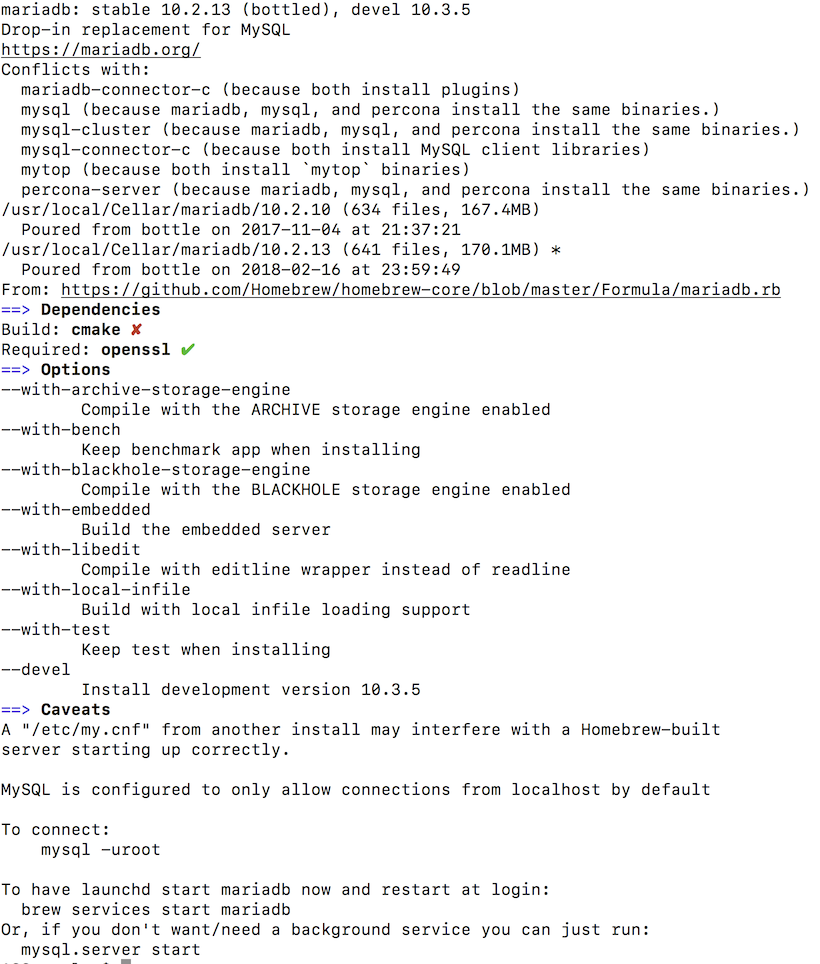 mariadb: stable 10.2.13 (bottled), devel 10.3.5
Drop-in replacement for MySQL
https://mariadb.org/
Conflicts with:
  mariadb-connector-c (because both install plugins)
  mysql (because mariadb, mysql, and percona install the same binaries.)
  mysql-cluster (because mariadb, mysql, and percona install the same binaries.)
  mysql-connector-c (because both install MySQL client libraries)
  mytop (because both install `mytop` binaries)
  percona-server (because mariadb, mysql, and percona install the same binaries.)
/usr/local/Cellar/mariadb/10.2.10 (634 files, 167.4MB)
  Poured from bottle on 2017-11-04 at 21:37:21
/usr/local/Cellar/mariadb/10.2.13 (641 files, 170.1MB) *
  Poured from bottle on 2018-02-16 at 23:59:49
From: https://github.com/Homebrew/homebrew-core/blob/master/Formula/mariadb.rb
==> Dependencies
Build: cmake ✘
Required: openssl ✔
==> Options
--with-archive-storage-engine
        Compile with the ARCHIVE storage engine enabled
--with-bench
        Keep benchmark app when installing
--with-blackhole-storage-engine
        Compile with the BLACKHOLE storage engine enabled
--with-embedded
        Build the embedded server
--with-libedit
        Compile with editline wrapper instead of readline
--with-local-infile
        Build with local infile loading support
--with-test
        Keep test when installing
--devel
        Install development version 10.3.5
==> Caveats
A "/etc/my.cnf" from another install may interfere with a Homebrew-built
server starting up correctly.

MySQL is configured to only allow connections from localhost by default

To connect:
    mysql -uroot

To have launchd start mariadb now and restart at login:
  brew services start mariadb
Or, if you don't want/need a background service you can just run:
  mysql.server start